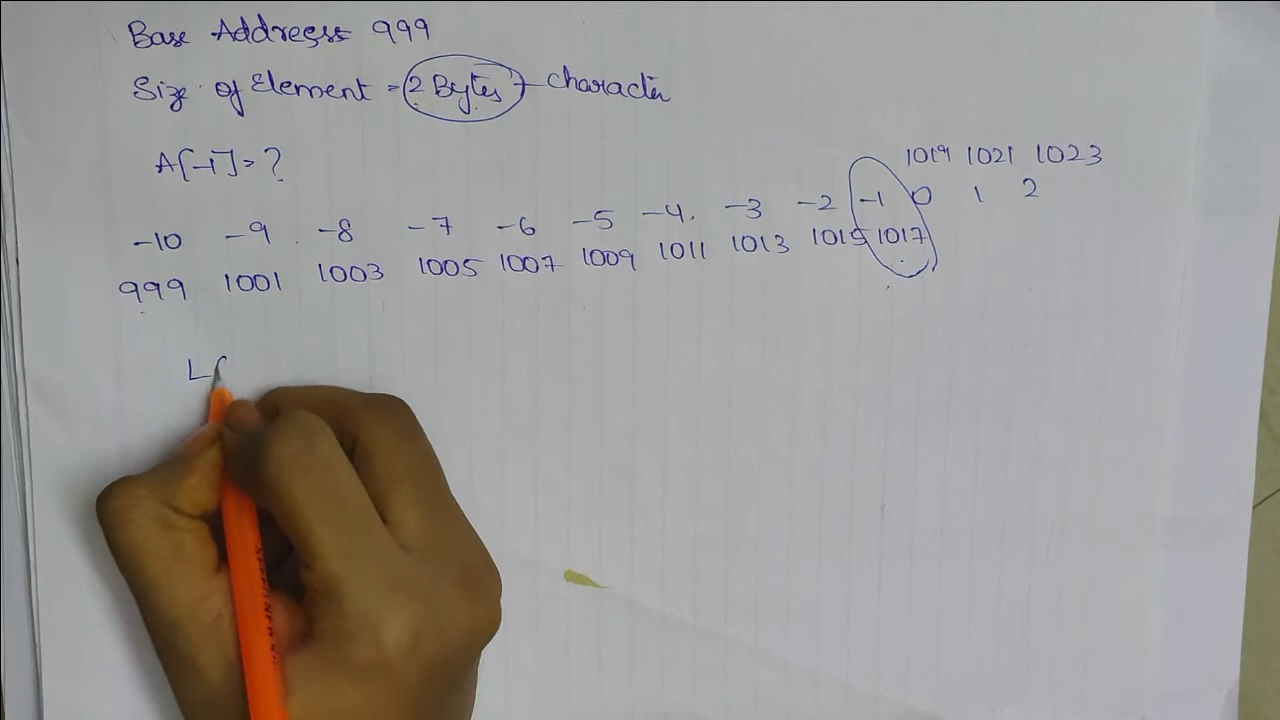 Base Address 999
Size of Element = 2 Bytes - character
A[-1] = ?
1019 1021 1023
-10 -9 -8 -7 -6 -5 -4 -3 -2 -1 0 1 2
999 1001 1003 1005 1007 1009 1011 1013 1015 1017
L